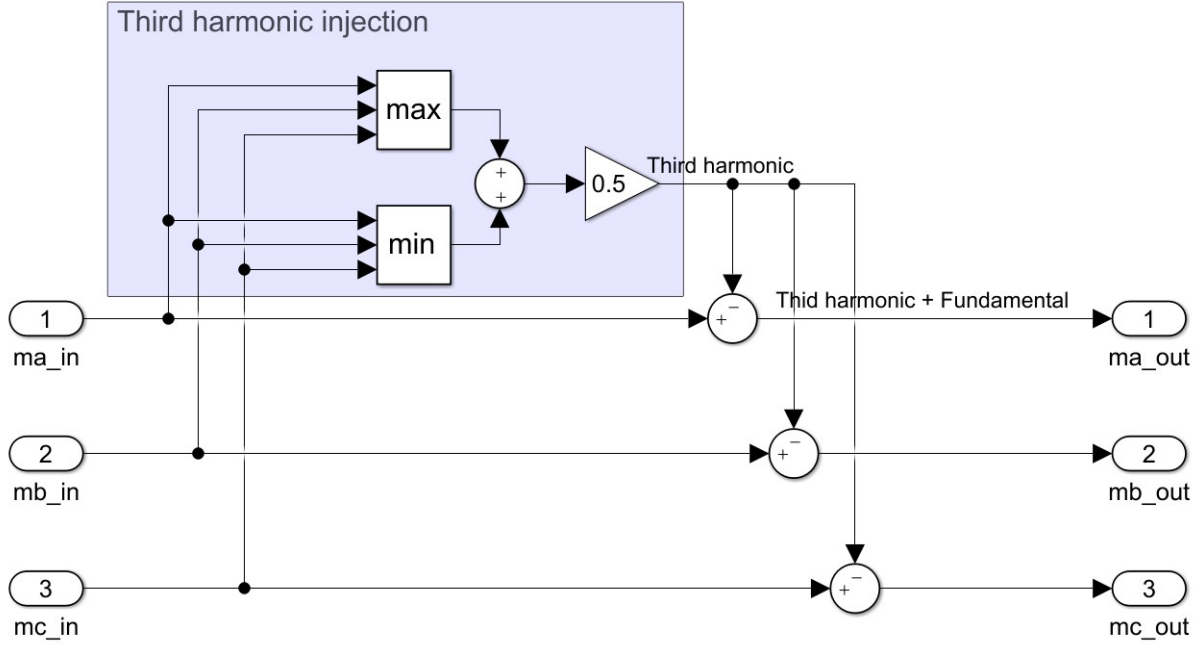 Third harmonic injection
max
+
+
0.5
Third harmonic
min
1
ma_in
+ −
Thid harmonic + Fundamental
1
ma_out
2
mb_in
+ −
2
mb_out
3
mc_in
+ −
3
mc_out